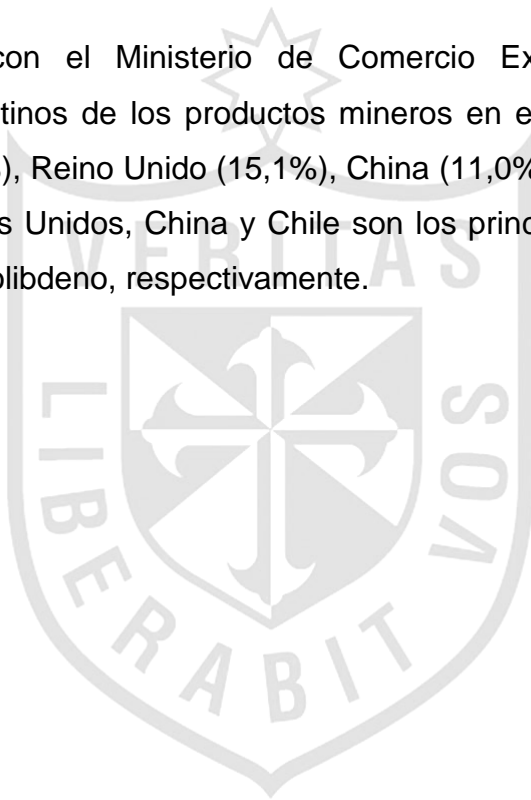 con el Ministerio de Comercio Ex
tinos de los productos mineros en e
), Reino Unido (15,1%), China (11,0%
s Unidos, China y Chile son los princ
olibdeno, respectivamente.
VERITAS
LIBERABIT VOS